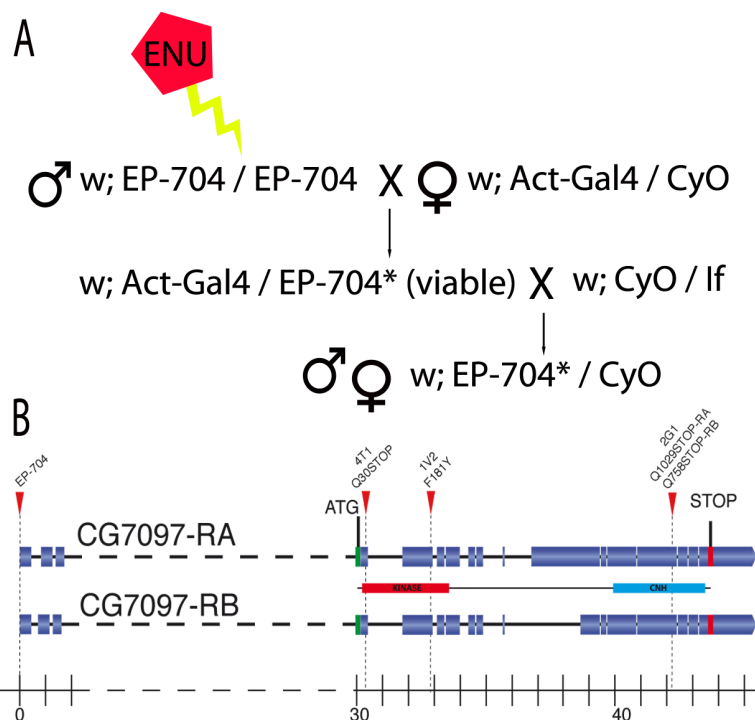 A
ENU
♂ w; EP-704 / EP-704 X ♀ w; Act-Gal4 / CyO
w; Act-Gal4 / EP-704* (viable) X w; CyO / If
♂♀ w; EP-704* / CyO
B
EP-704
4T1
Q30STOP
1V2
F181Y
2G1
Q1029STOP-RA
Q758STOP-RB
ATG
STOP
CG7097-RA
KINASE
CNH
CG7097-RB
0
30
40